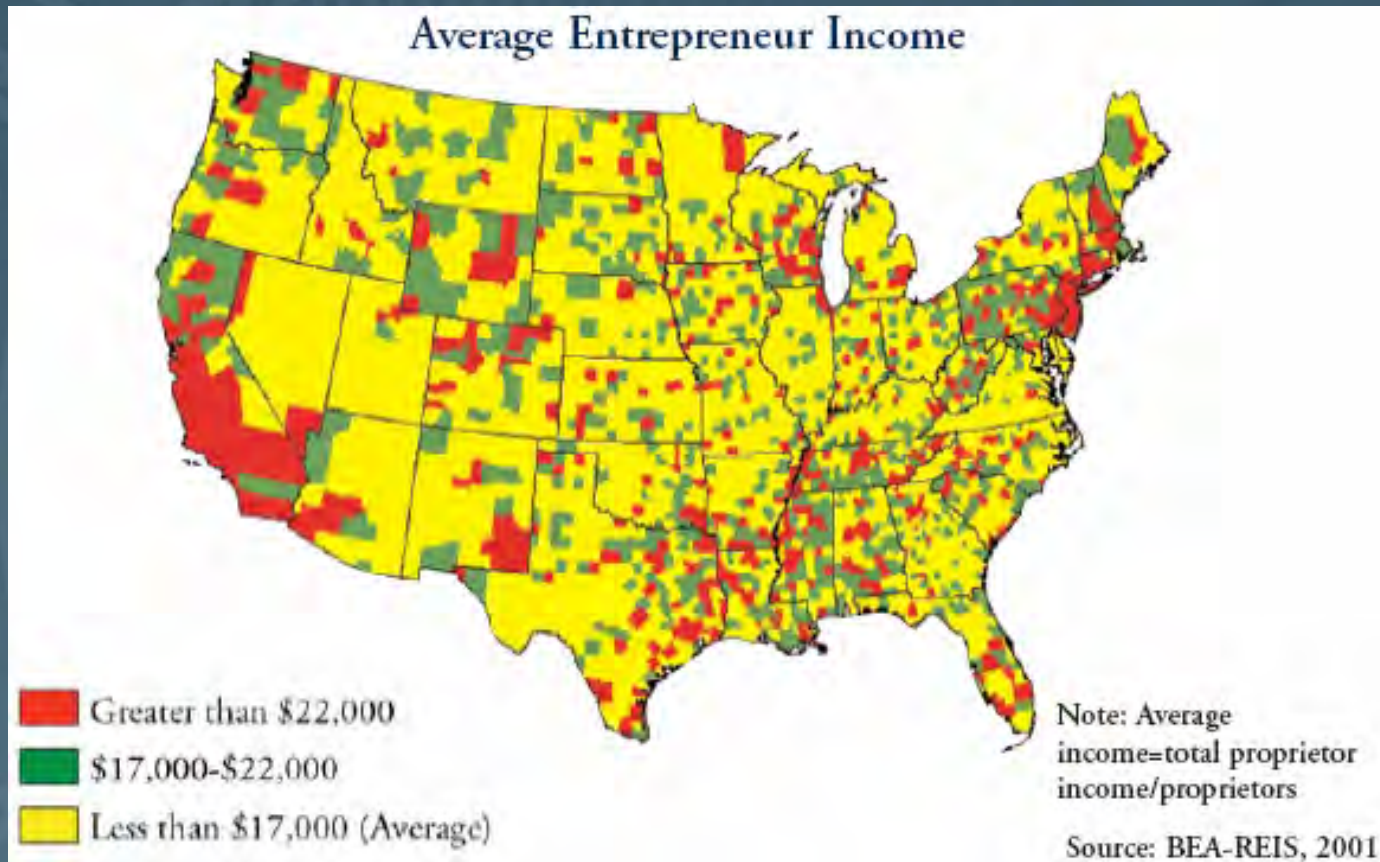 Average Entrepreneur Income
Greater than $22,000
$17,000-$22,000
Less than $17,000 (Average)
Note: Average
income=total proprietor
income/proprietors
Source: BEA-REIS, 2001